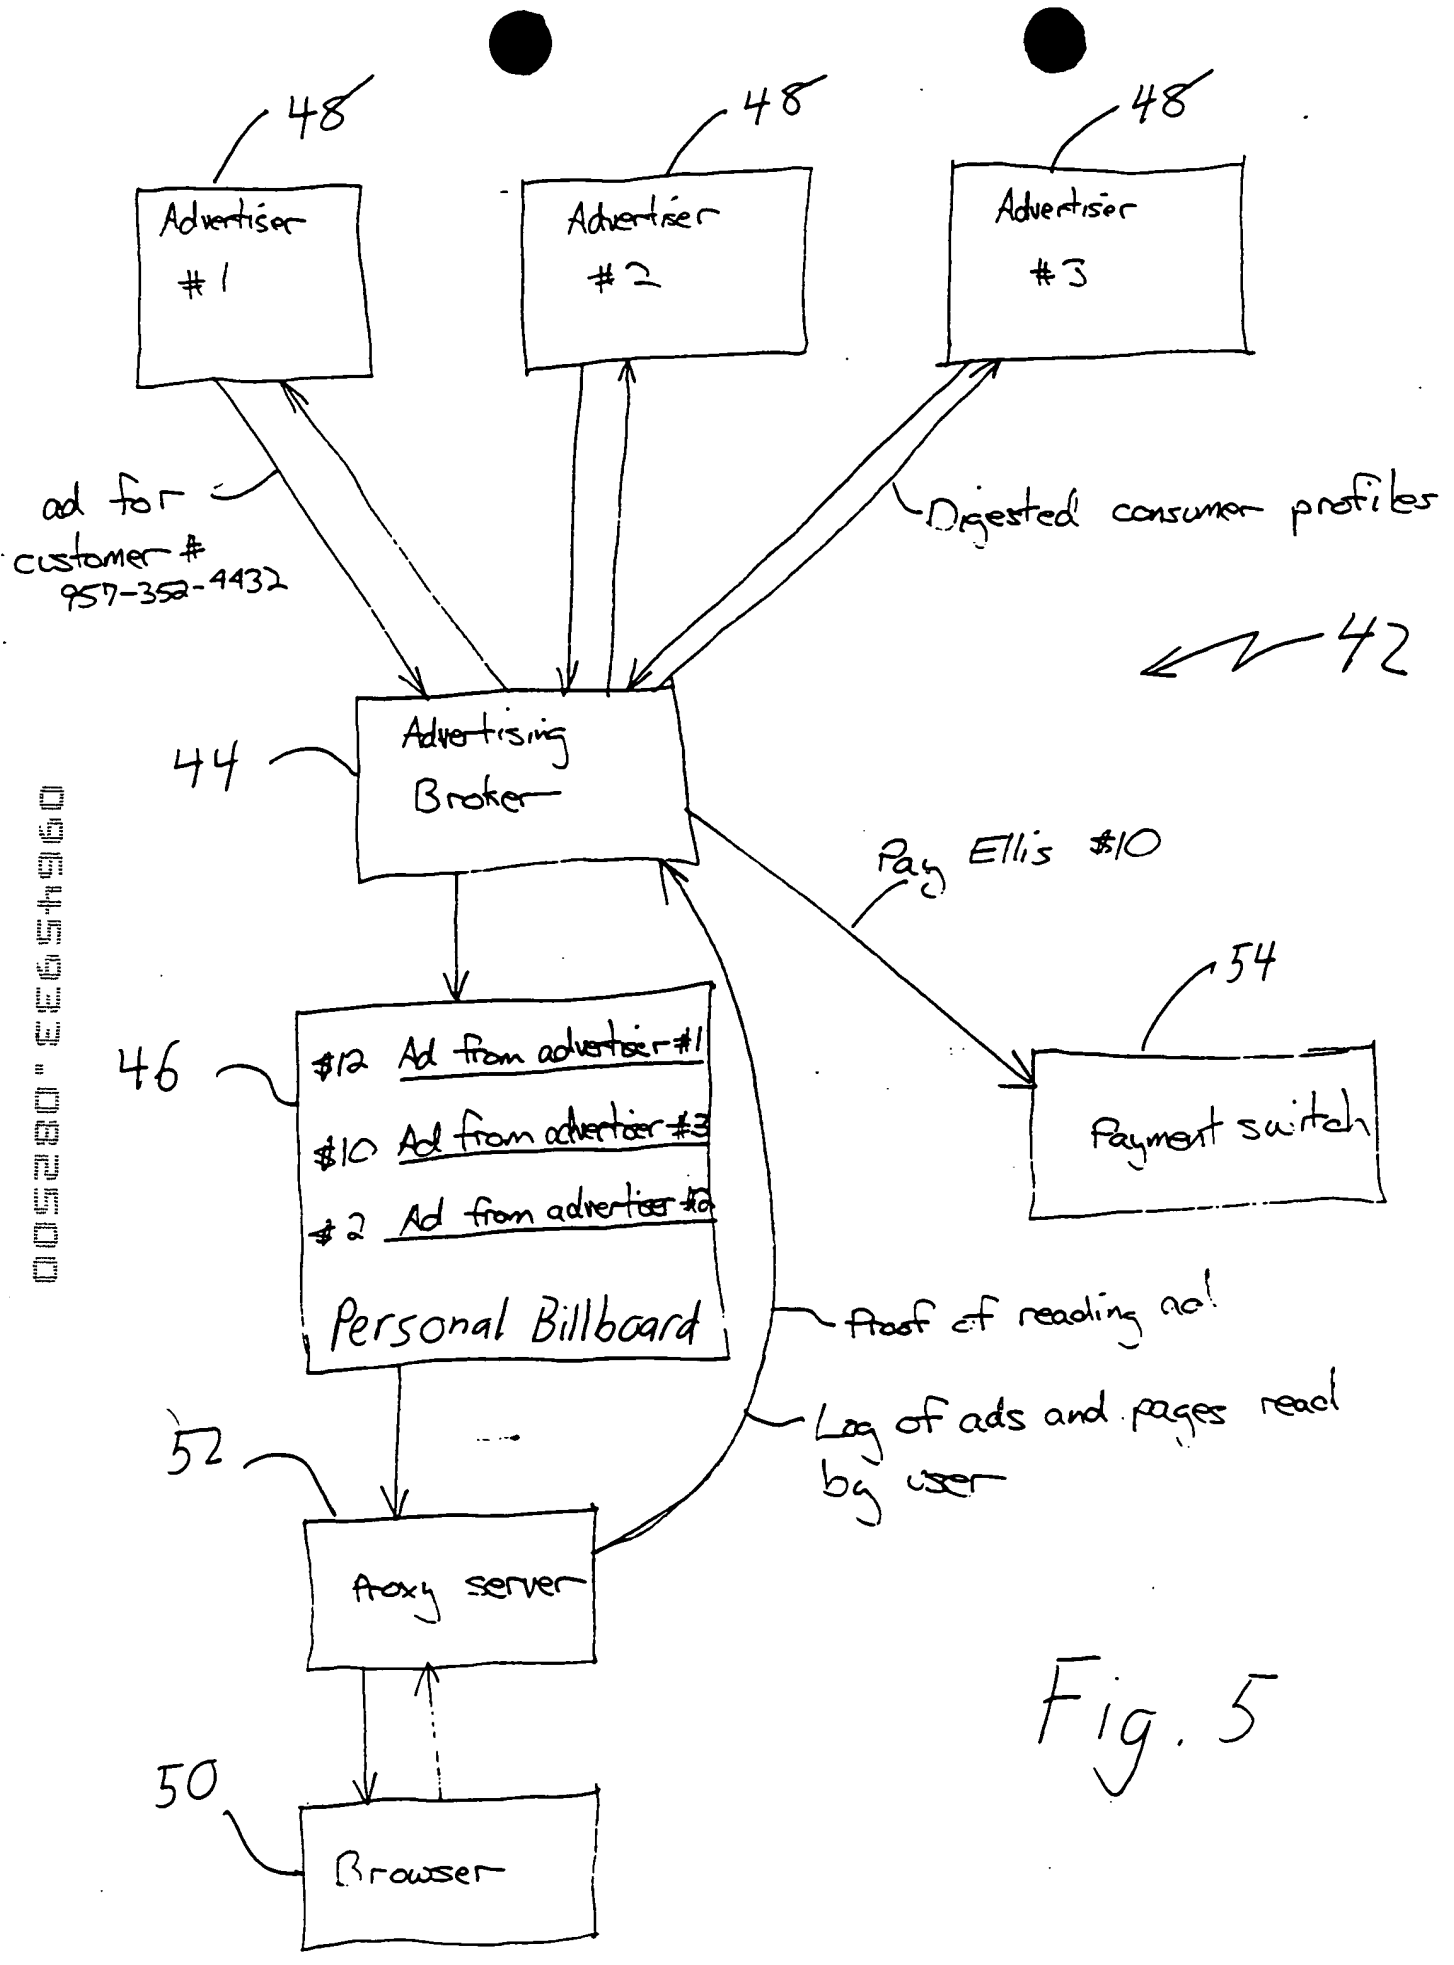 48
48
48
Advertiser
#1
Advertiser
#2
Advertiser
#3
ad for
customer #
957-352-4432
Digested consumer profiles
42
44
Advertising
Broker
Pay Ellis $10
54
Payment switch
46
$12 Ad from advertiser #1
$10 Ad from advertiser #3
$2 Ad from advertiser #2
Personal Billboard
Proof of reading ad
Log of ads and pages read
by user
52
Proxy server
50
Browser
Fig. 5